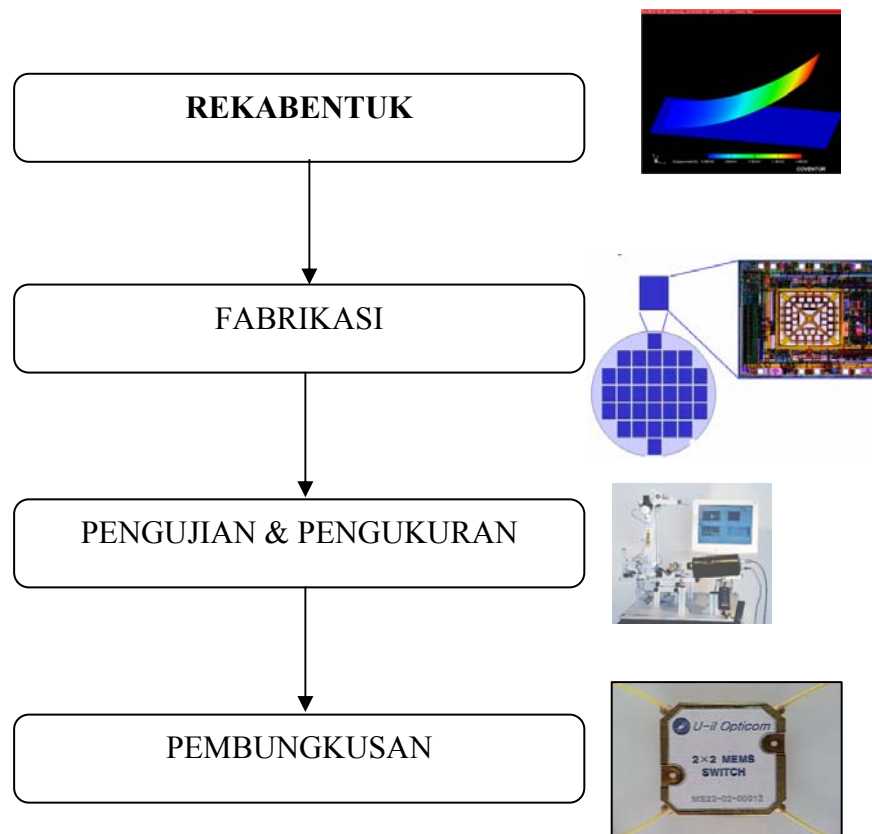 REKABENTUK
COVENTOR
FABRIKASI
PENGUJIAN & PENGUKURAN
PEMBUNGKUSAN
U-il Opticom
2×2 MEMS
SWITCH
MS22-02-00012